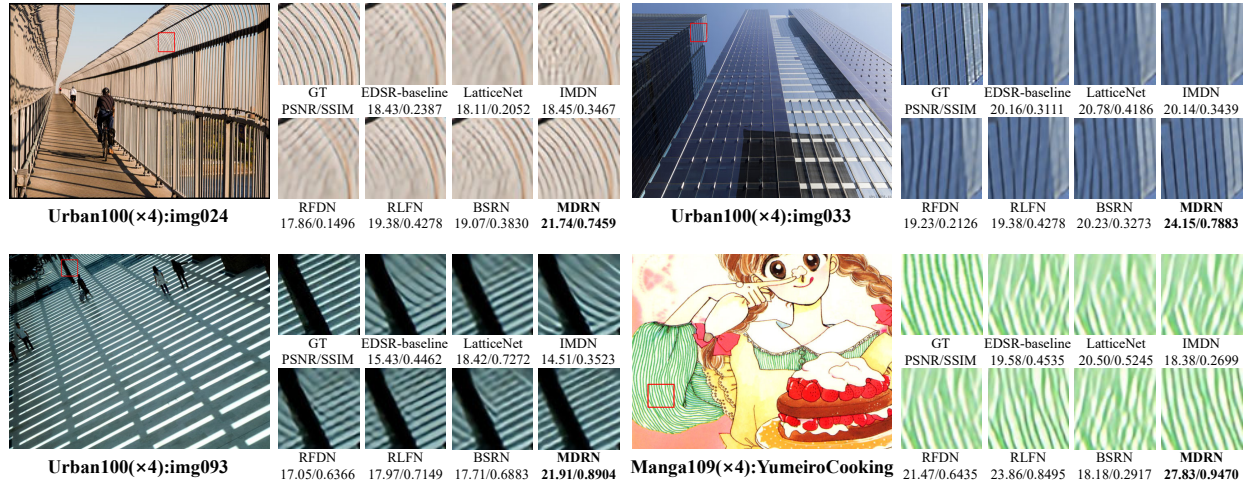 GT EDSR-baseline LatticeNet IMDN
PSNR/SSIM 18.43/0.2387 18.11/0.2052 18.45/0.3467
RFDN RLFN BSRN MDRN
17.86/0.1496 19.38/0.4278 19.07/0.3830 21.74/0.7459
Urban100(×4):img024
GT EDSR-baseline LatticeNet IMDN
PSNR/SSIM 20.16/0.3111 20.78/0.4186 20.14/0.3439
RFDN RLFN BSRN MDRN
19.23/0.2126 19.38/0.4278 20.23/0.3273 24.15/0.7883
Urban100(×4):img033
GT EDSR-baseline LatticeNet IMDN
PSNR/SSIM 15.43/0.4462 18.42/0.7272 14.51/0.3523
RFDN RLFN BSRN MDRN
17.05/0.6366 17.97/0.7149 17.71/0.6883 21.91/0.8904
Urban100(×4):img093
GT EDSR-baseline LatticeNet IMDN
PSNR/SSIM 19.58/0.4535 20.50/0.5245 18.38/0.2699
RFDN RLFN BSRN MDRN
21.47/0.6435 23.86/0.8495 18.18/0.2917 27.83/0.9470
Manga109(×4):YumeiroCooking